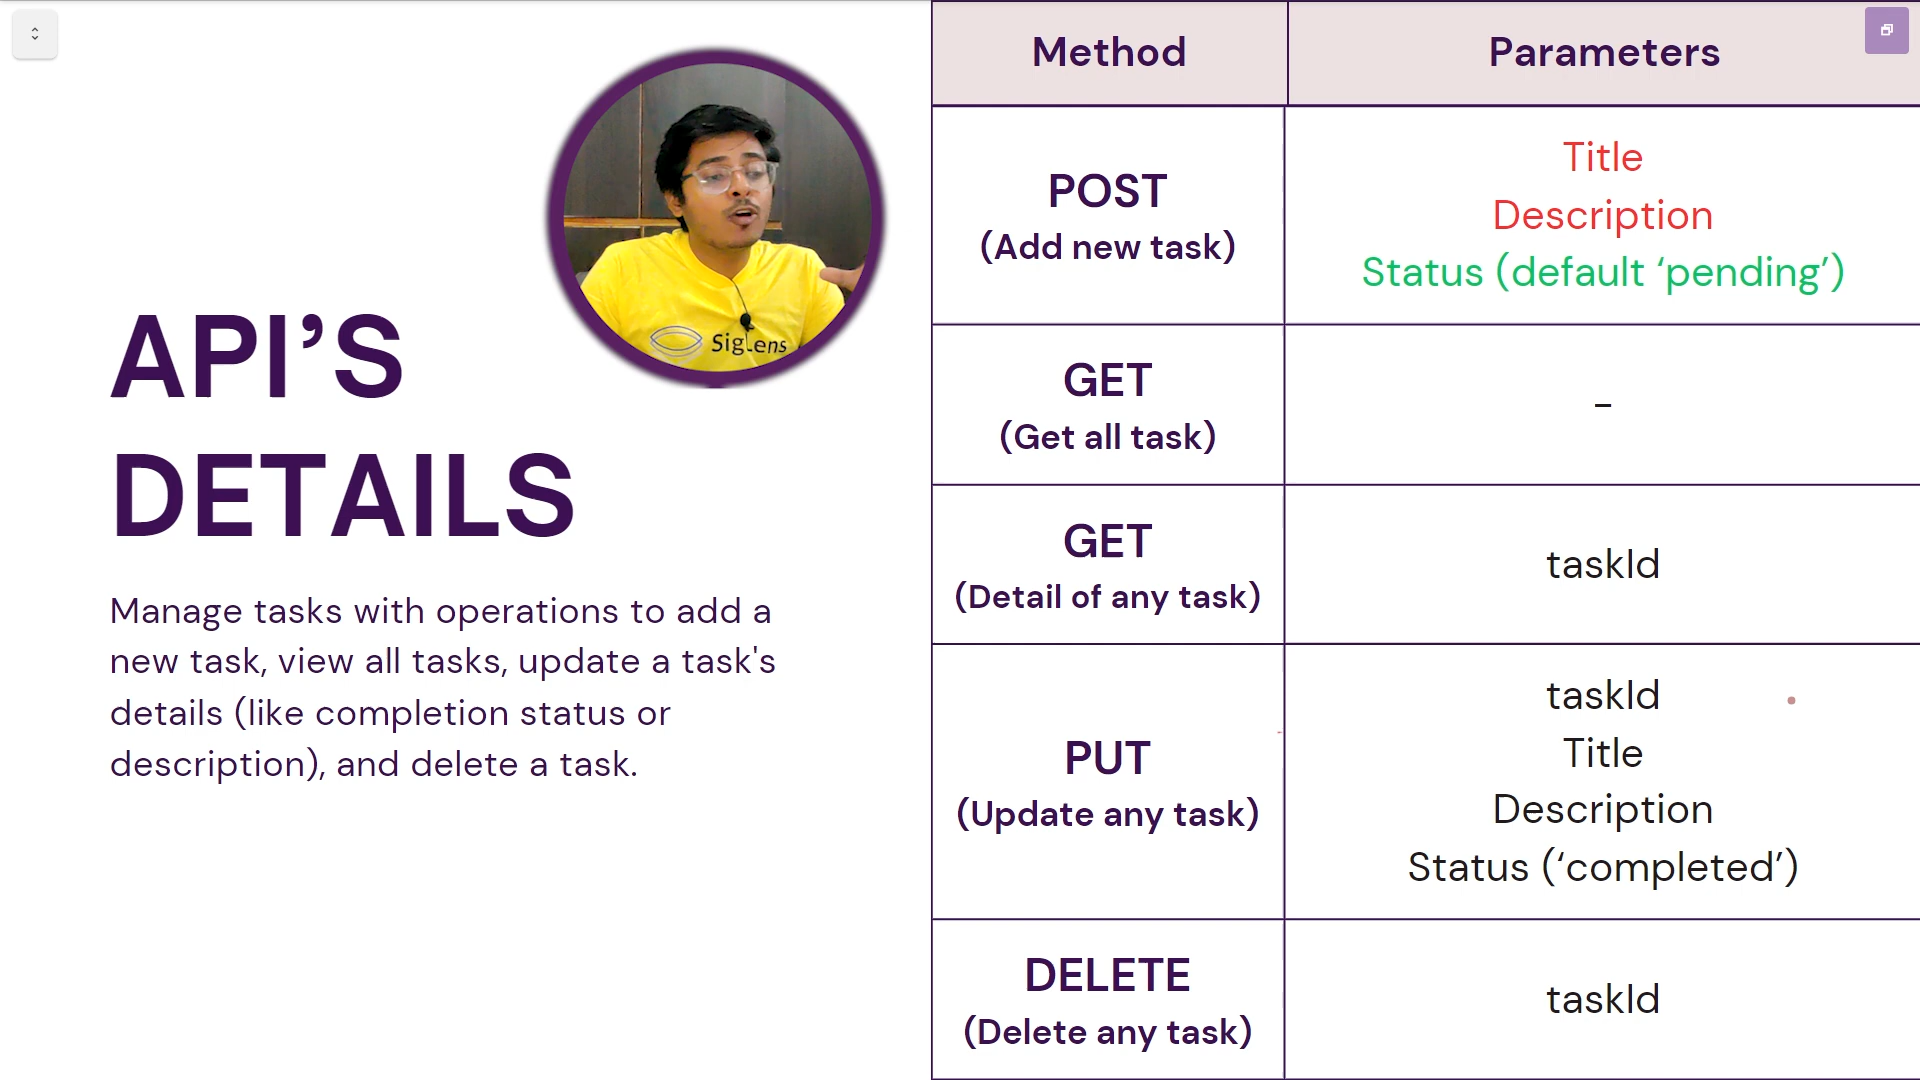 API’S
DETAILS
Manage tasks with operations to add a
new task, view all tasks, update a task's
details (like completion status or
description), and delete a task.
SigLens
Method
Parameters
POST
(Add new task)
Title
Description
Status (default ‘pending’)
GET
(Get all task)
-
GET
(Detail of any task)
taskId
PUT
(Update any task)
taskId
Title
Description
Status (‘completed’)
DELETE
(Delete any task)
taskId